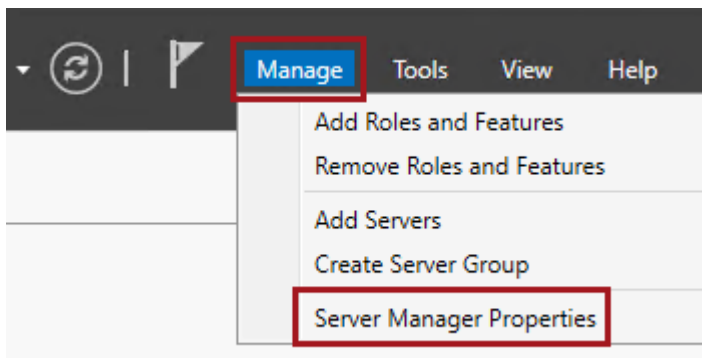 Manage Tools View Help
Add Roles and Features
Remove Roles and Features
Add Servers
Create Server Group
Server Manager Properties